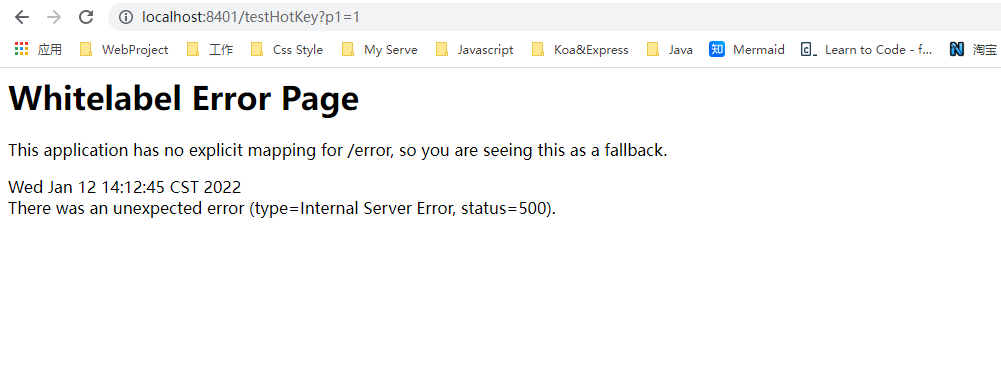 localhost:8401/testHotKey?p1=1
应用 WebProject 工作 Css Style My Serve Javascript Koa&Express Java 知 Mermaid Learn to Code - f... 淘宝
Whitelabel Error Page
This application has no explicit mapping for /error, so you are seeing this as a fallback.
Wed Jan 12 14:12:45 CST 2022
There was an unexpected error (type=Internal Server Error, status=500).